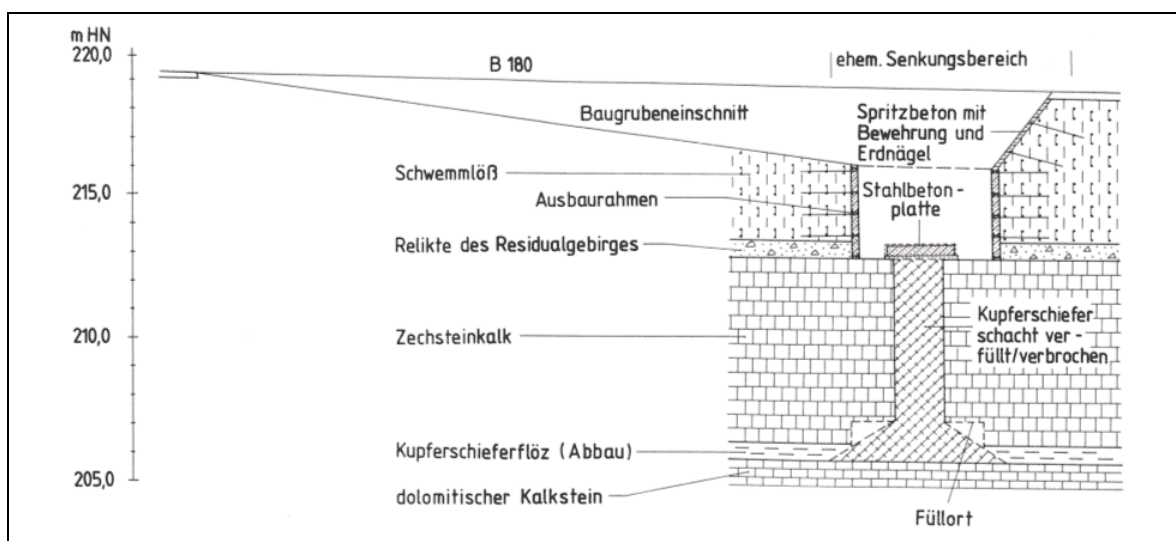 m HN
220,0
215,0
210,0
205,0
B 180
ehem. Senkungsbereich
Baugrubeneinschnitt
Spritzbeton mit
Bewehrung und
Erdnägel
Schwemmlöß
Ausbaurahmen
Stahlbeton-
platte
Relikte des Residualgebirges
Zechsteinkalk
Kupferschiefer
schacht ver-
füllt/verbrochen
Kupferschieferflöz (Abbau)
dolomitischer Kalkstein
Füllort